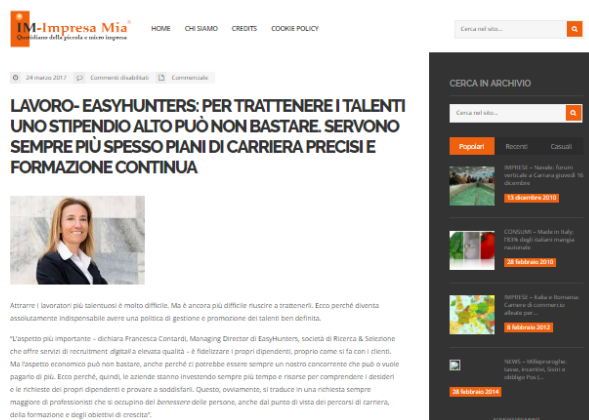 IM-Impresa Mia®
Quotidiano della piccola e micro impresa
HOME CHI SIAMO CREDITS COOKIE POLICY
Cerca nel sito...
24 marzo 2017 Commenti disabilitati Commerciale
LAVORO- EASYHUNTERS: PER TRATTENERE I TALENTI
UNO STIPENDIO ALTO PUÒ NON BASTARE. SERVONO
SEMPRE PIÙ SPESSO PIANI DI CARRIERA PRECISI E
FORMAZIONE CONTINUA
Attrarre i lavoratori più talentuosi è molto difficile. Ma è ancora più difficile riuscire a trattenerli. Ecco perché diventa
assolutamente indispensabile avere una politica di gestione e promozione dei talenti ben definita.
"L'aspetto più importante – dichiara Francesca Contardi, Managing Director di EasyHunters, società di Ricerca & Selezione
che offre servizi di recruitment digitali a elevata qualità – è fidelizzare i propri dipendenti, proprio come si fa con i clienti.
Ma l'aspetto economico può non bastare, anche perché ci potrebbe essere sempre un nostro concorrente che può o vuole
pagarlo di più. Ecco perché, quindi, le aziende stanno investendo sempre più tempo e risorse per comprendere i desideri
e le richieste dei propri dipendenti e provare a soddisfarli. Questo, ovviamente, si traduce in una richiesta sempre
maggiore di professionisti che si occupino del benessere delle persone, anche dal punto di vista dei percorsi di carriera,
della formazione e degli obiettivi di crescita".
CERCA IN ARCHIVIO
Cerca nel sito...
Popolari Recenti Casuali
IMPRESE – Navale: forum
verticale a Carrara giovedì 16
dicembre
13 dicembre 2010
CONSUMI – Made in Italy:
l'83% degli italiani mangia
nazionale
28 febbraio 2010
IMPRESE – Italia e Romania:
Camere di commercio
alleate per...
8 febbraio 2012
NEWS – Milleproroghe:
tasse, incentivi, Sistri e
obbligo Pos (...
28 febbraio 2014